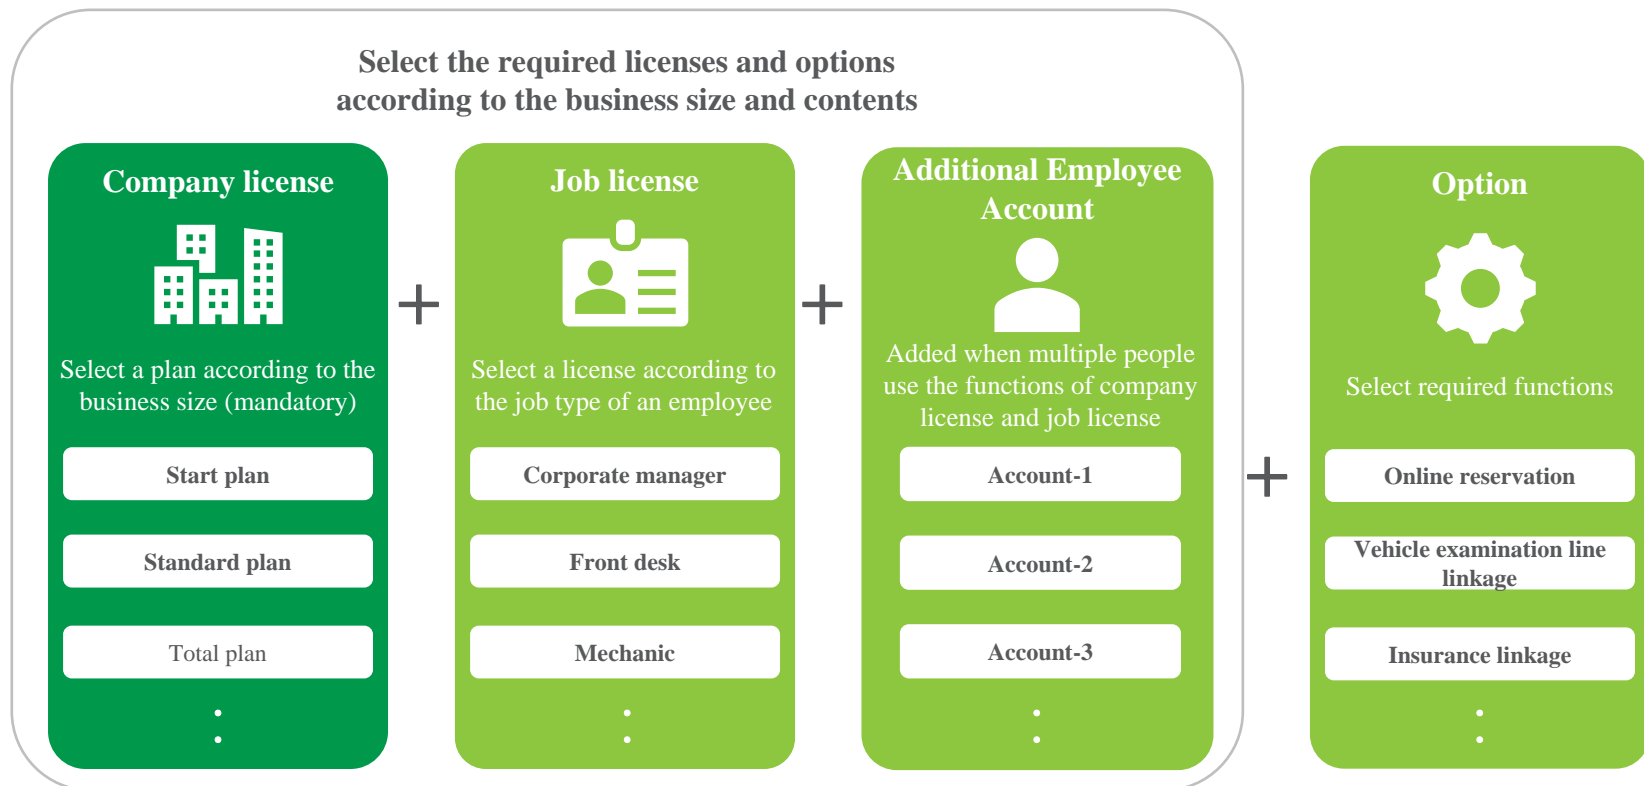 Select the required licenses and options
according to the business size and contents
Company license
Select a plan according to the
business size (mandatory)
Start plan
Standard plan
Total plan
:
+
Job license
Select a license according to
the job type of an employee
Corporate manager
Front desk
Mechanic
:
+
Additional Employee
Account
Added when multiple people
use the functions of company
license and job license
Account-1
Account-2
Account-3
:
+
Option
Select required functions
Online reservation
Vehicle examination line
linkage
Insurance linkage
: